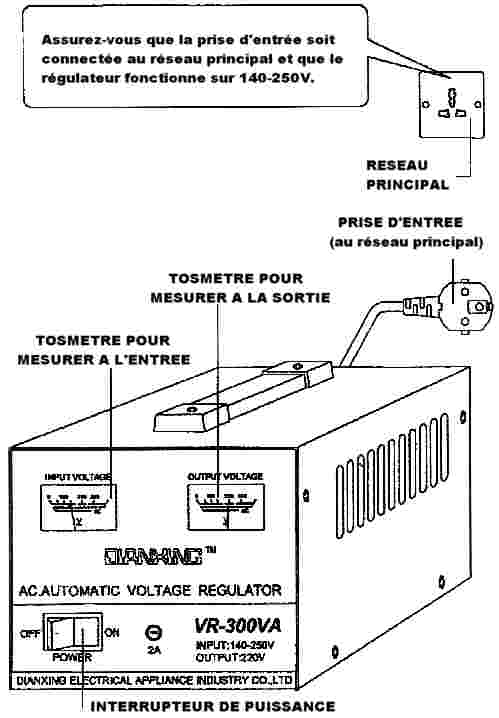 Assurez-vous que la prise d'entrée soit
connectée au réseau principal et que le
régulateur fonctionne sur 140-250V.
RESEAU
PRINCIPAL
PRISE D'ENTREE
(au réseau principal)
TOSMETRE POUR
MESURER A LA SORTIE
TOSMETRE POUR
MESURER A L'ENTREE
INPUT VOLTAGE
OUTPUT VOLTAGE
V
V
DIANXING™
AC.AUTOMATIC VOLTAGE REGULATOR
OFF
ON
POWER
2A
VR-300VA
INPUT:140-250V
OUTPUT:220V
DIANXING ELECTRICAL APPLIANCE INDUSTRY CO.,LTD
INTERRUPTEUR DE PUISSANCE